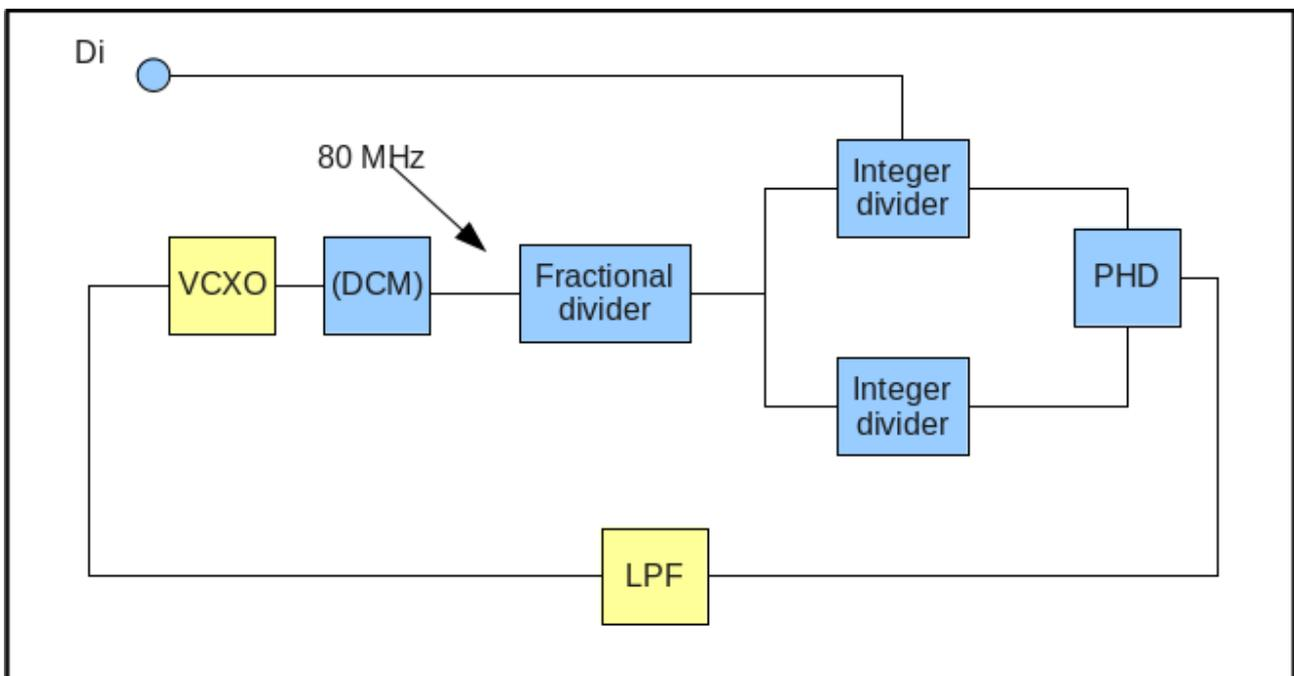 Di
80 MHz
Integer
divider
VCXO
(DCM)
Fractional
divider
PHD
Integer
divider
LPF